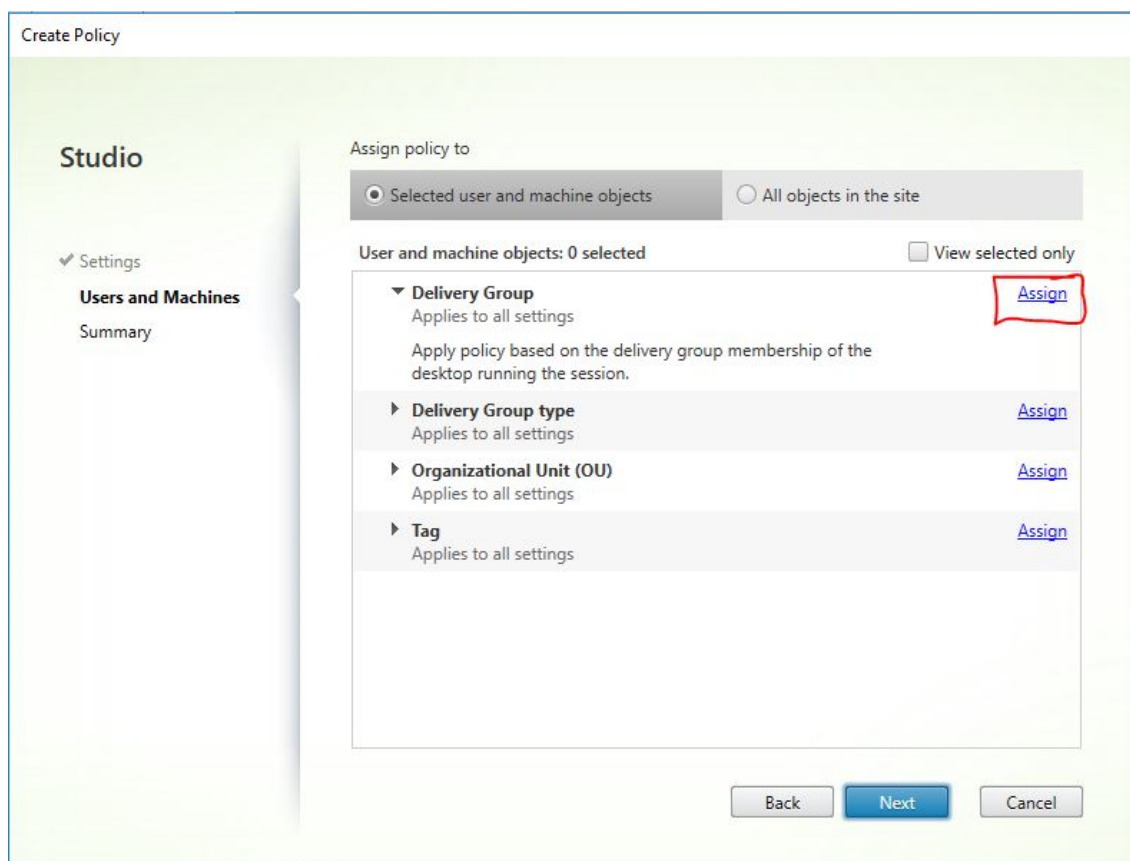 Create Policy
Studio
Settings
Users and Machines
Summary
Assign policy to
Selected user and machine objects
All objects in the site
User and machine objects: 0 selected
View selected only
Delivery Group
Assign
Applies to all settings
Apply policy based on the delivery group membership of the
desktop running the session.
Delivery Group type
Assign
Applies to all settings
Organizational Unit (OU)
Assign
Applies to all settings
Tag
Assign
Applies to all settings
Back
Next
Cancel